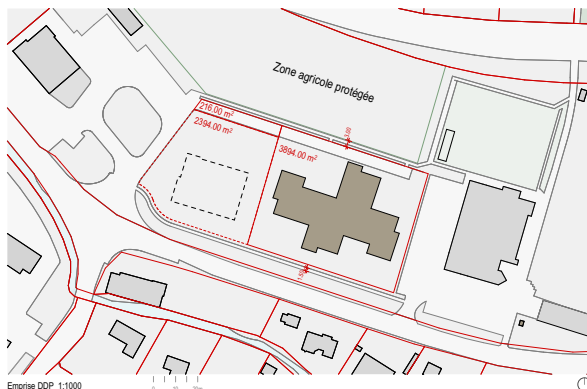 Zone agricole protégée
216.00 m²
2394.00 m²
3894.00 m²
Emprise DDP 1:1000